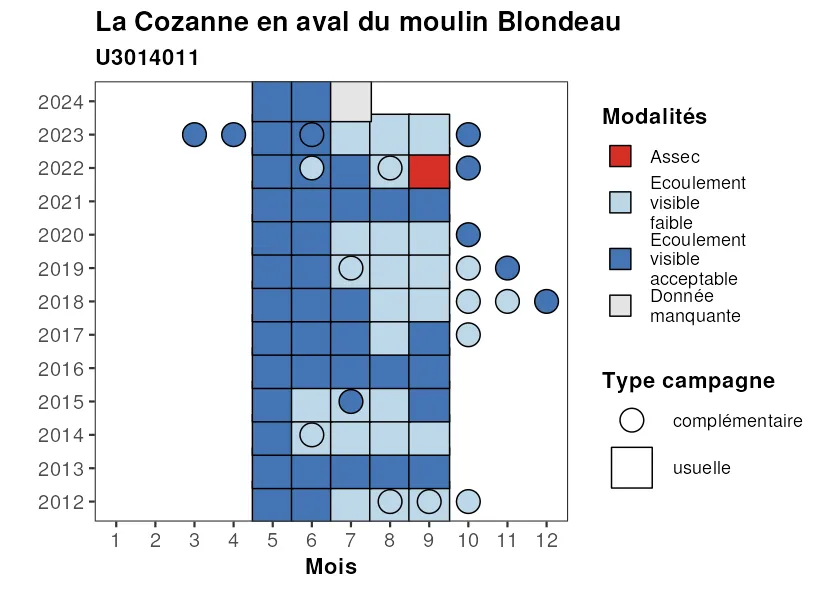 La Cozanne en aval du moulin Blondeau
U3014011
2024
2023
2022
2021
2020
2019
2018
2017
2016
2015
2014
2013
2012
1 2 3 4 5 6 7 8 9 10 11 12
Mois
Modalités
Assec
Ecoulement
visible
faible
Ecoulement
visible
acceptable
Donnée
manquante
Type campagne
complémentaire
usuelle